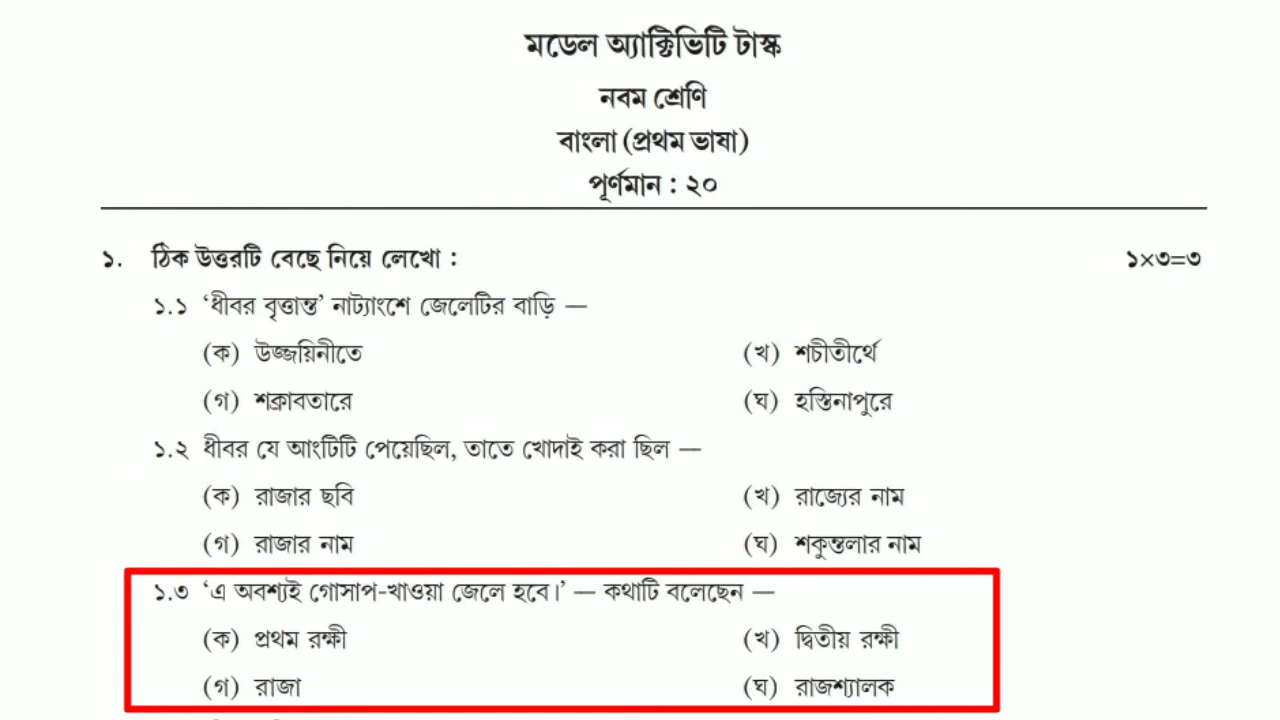 মডেল অ্যাক্টিভিটি টাস্ক
নবম শ্রেণি
বাংলা (প্রথম ভাষা)
পূর্ণমান : ২০
১. ঠিক উত্তরটি বেছে নিয়ে লেখো : ১×৩=৩
১.১ ‘ধীবর বৃত্তান্ত’ নাট্যাংশে জেলেটির বাড়ি —
(ক) উজ্জয়িনীতে (খ) শচীতীর্থে
(গ) শক্রাবতারে (ঘ) হস্তিনাপুরে
১.২ ধীবর যে আংটিটি পেয়েছিল, তাতে খোদাই করা ছিল —
(ক) রাজার ছবি (খ) রাজ্যের নাম
(গ) রাজার নাম (ঘ) শকুন্তলার নাম
১.৩ ‘এ অবশ্যই গোসাপ-খাওয়া জেলে হবে।’ — কথাটি বলেছেন —
(ক) প্রথম রক্ষী (খ) দ্বিতীয় রক্ষী
(গ) রাজা (ঘ) রাজশ্যালক